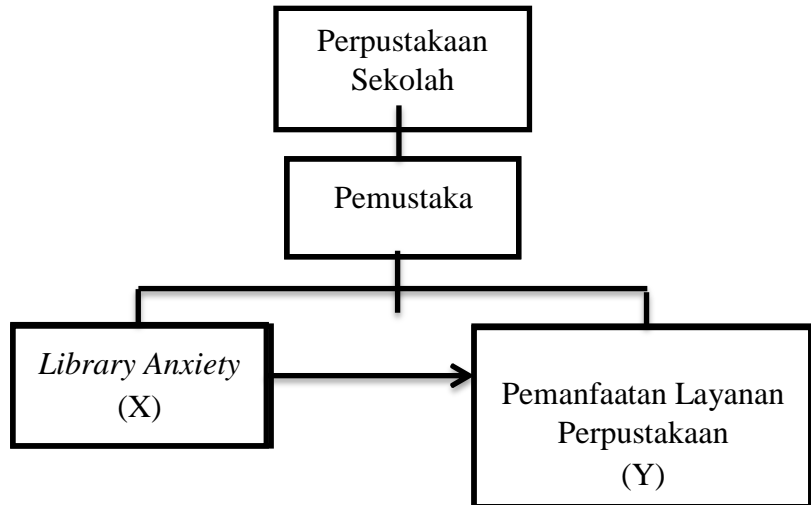 Perpustakaan
Sekolah
Pemustaka
Library Anxiety
(X)
Pemanfaatan Layanan
Perpustakaan
(Y)